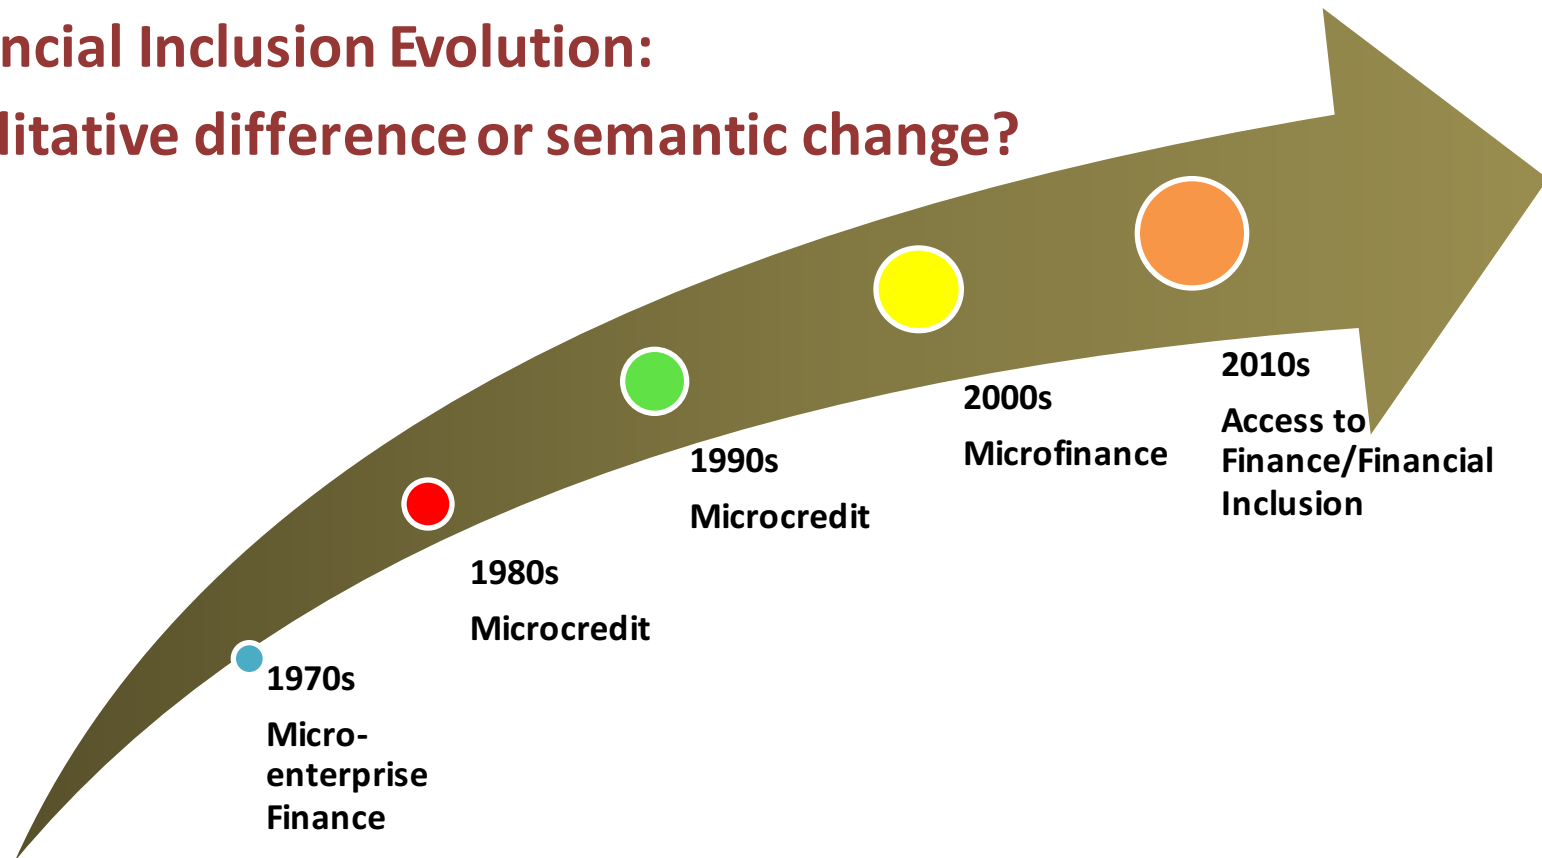 ncial Inclusion Evolution:
litative difference or semantic change?
2010s
Access to
Finance/Financial
Inclusion
2000s
Microfinance
1990s
Microcredit
1980s
Microcredit
1970s
Micro-
enterprise
Finance